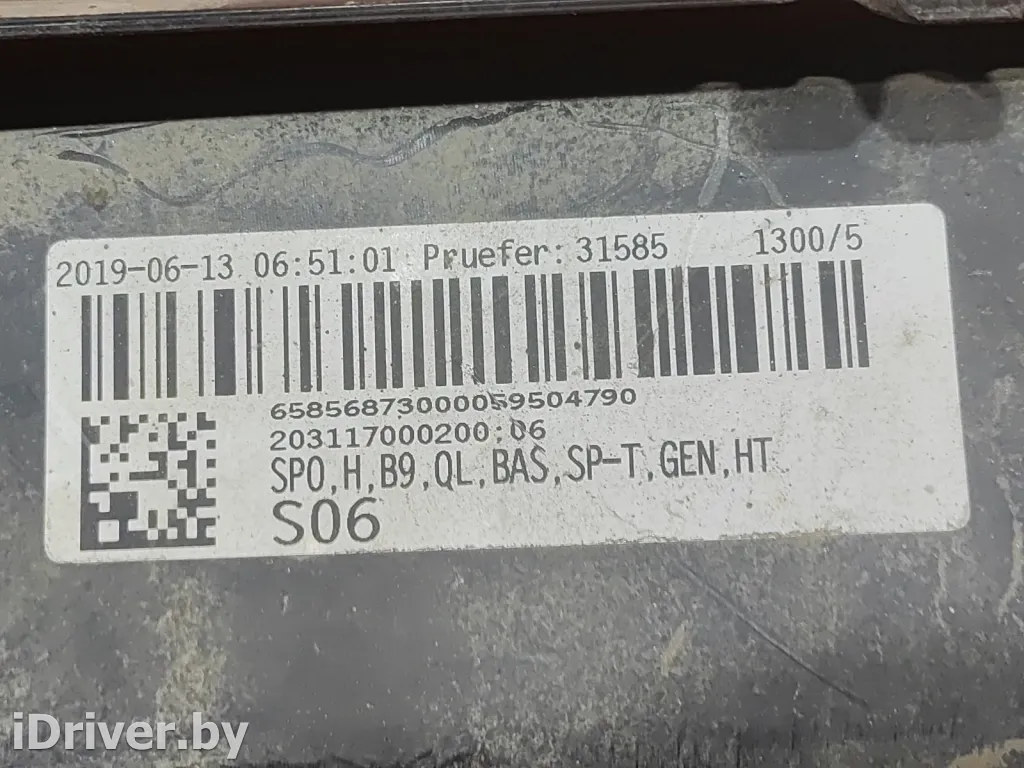 2019-06-13 06:51:01 Pruefer: 31585 1300/5
65856873000059504790
203117000200:06
SPO,H,B9,QL,BAS,SP-T,GEN,HT
S06
iDriver.by